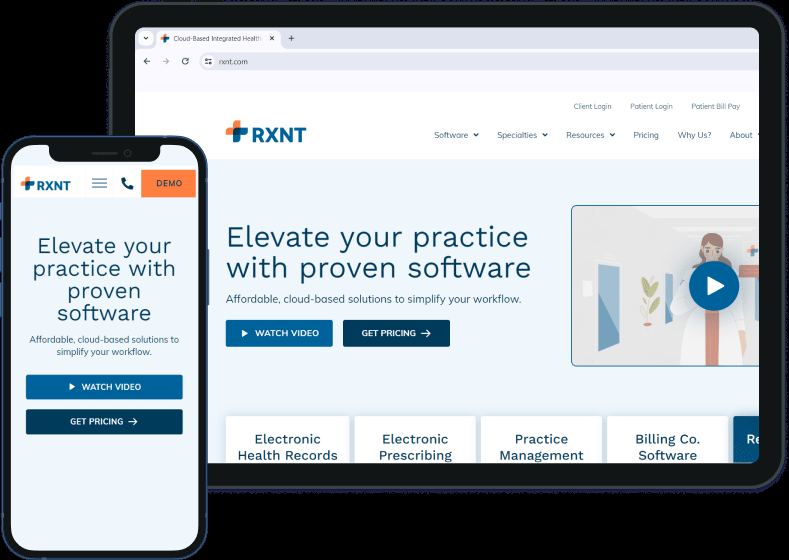 Cloud-Based Integrated Health
rxnt.com
Client Login Patient Login Patient Bill Pay
RXNT
Software Specialties Resources Pricing Why Us? About
Elevate your practice
with proven software
Affordable, cloud-based solutions to simplify your workflow.
WATCH VIDEO GET PRICING
Electronic
Health Records
Electronic
Prescribing
Practice
Management
Billing Co.
Software
Re
RXNT DEMO
Elevate your
practice with
proven
software
Affordable, cloud-based solutions to
simplify your workflow.
WATCH VIDEO
GET PRICING